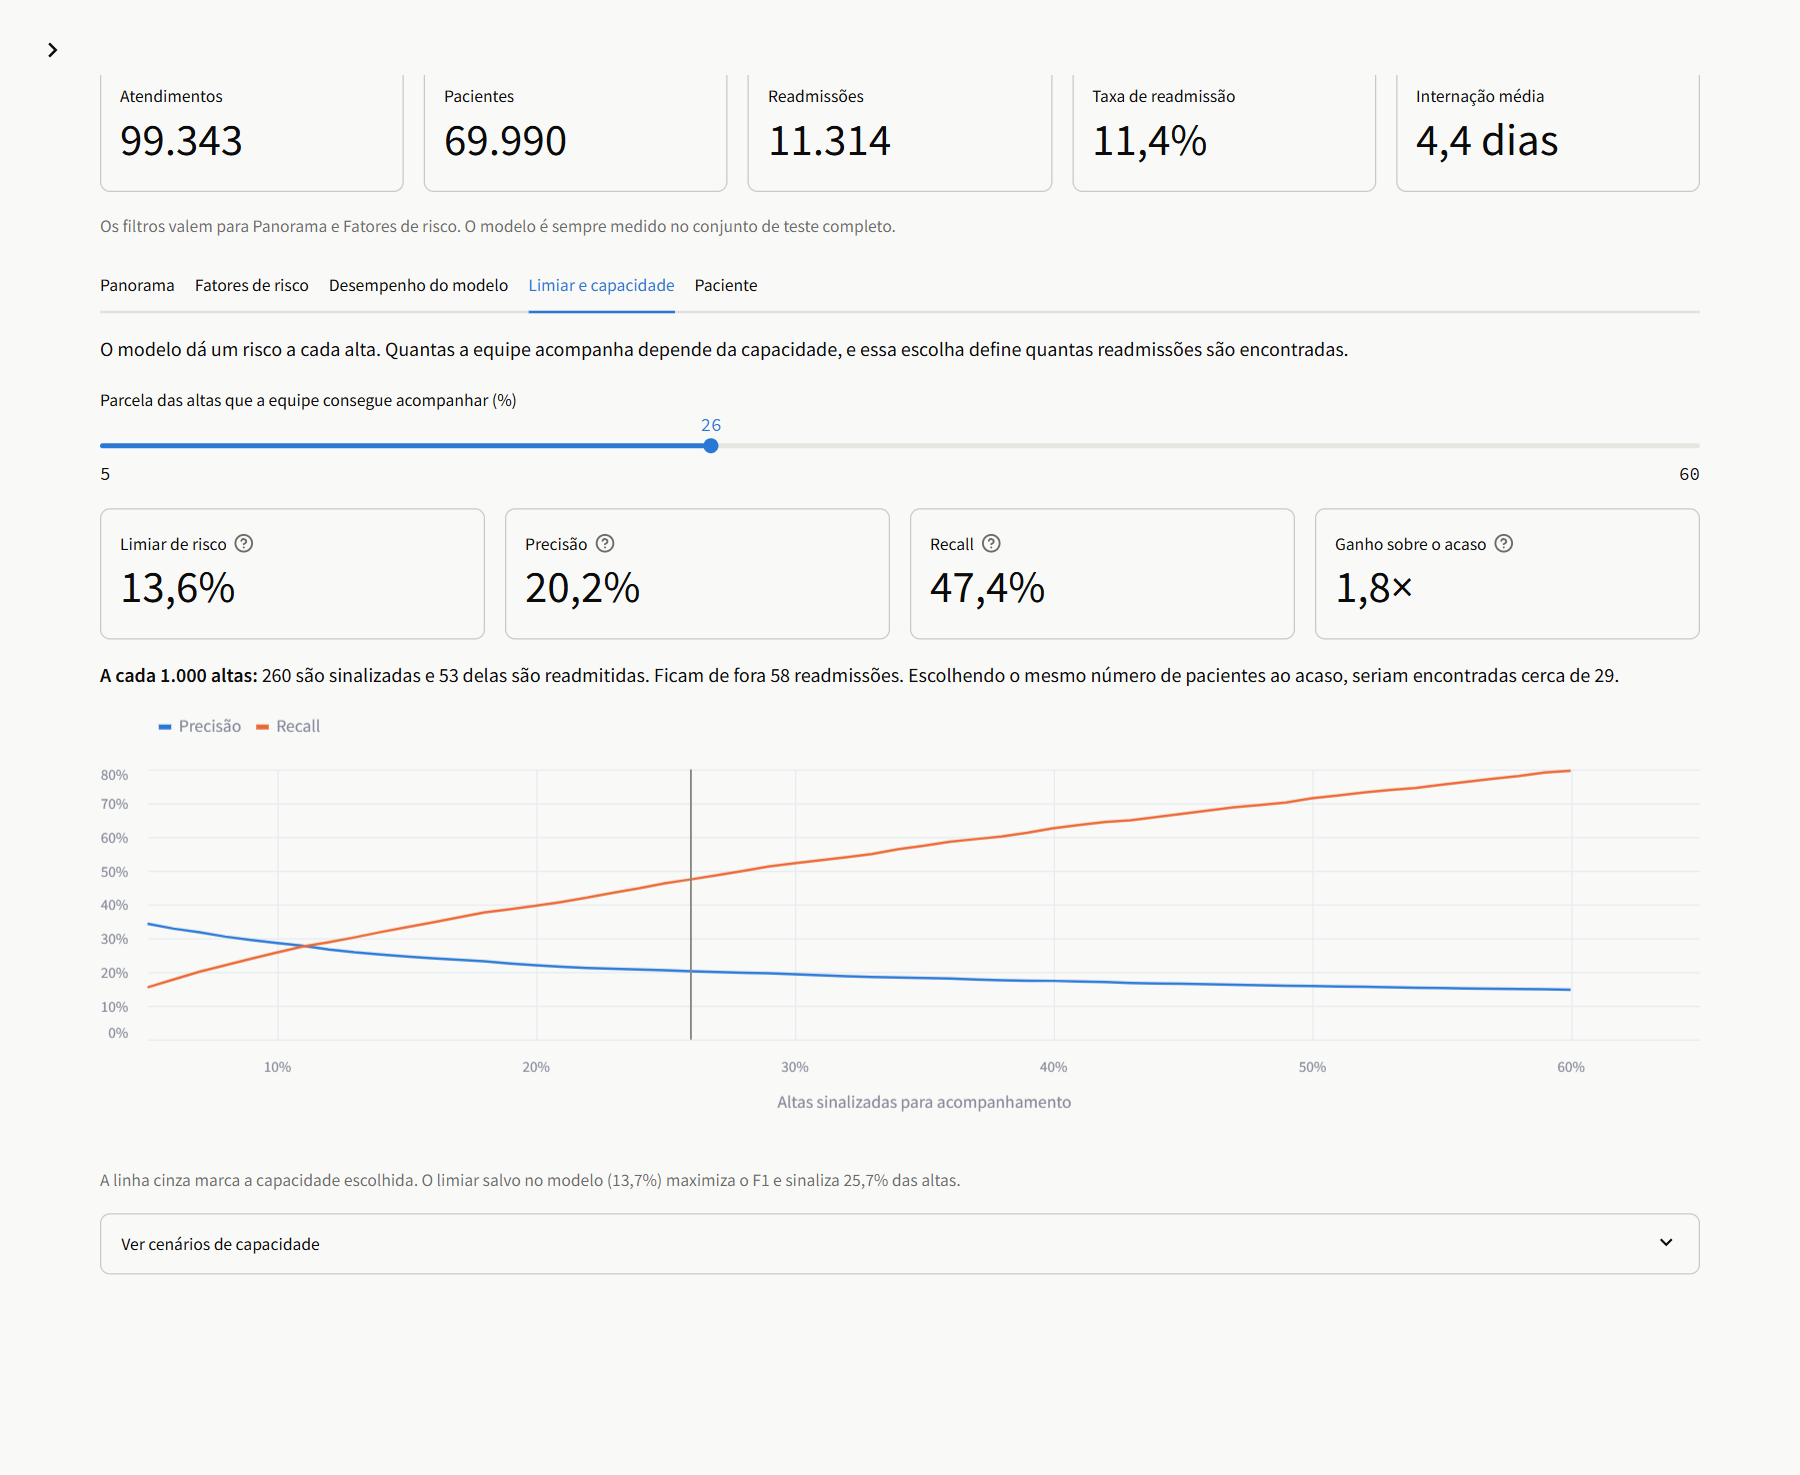 Atendimentos
99.343
Pacientes
69.990
Readmissões
11.314
Taxa de readmissão
11,4%
Internação média
4,4 dias
Os filtros valem para Panorama e Fatores de risco. O modelo é sempre medido no conjunto de teste completo.
Panorama Fatores de risco Desempenho do modelo Limiar e capacidade Paciente
O modelo dá um risco a cada alta. Quantas a equipe acompanha depende da capacidade, e essa escolha define quantas readmissões são encontradas.
Parcela das altas que a equipe consegue acompanhar (%)
26
5 60
Limiar de risco
13,6%
Precisão
20,2%
Recall
47,4%
Ganho sobre o acaso
1,8×
A cada 1.000 altas: 260 são sinalizadas e 53 delas são readmitidas. Ficam de fora 58 readmissões. Escolhendo o mesmo número de pacientes ao acaso, seriam encontradas cerca de 29.
Precisão Recall
80%
70%
60%
50%
40%
30%
20%
10%
0%
10% 20% 30% 40% 50% 60%
Altas sinalizadas para acompanhamento
A linha cinza marca a capacidade escolhida. O limiar salvo no modelo (13,7%) maximiza o F1 e sinaliza 25,7% das altas.
Ver cenários de capacidade